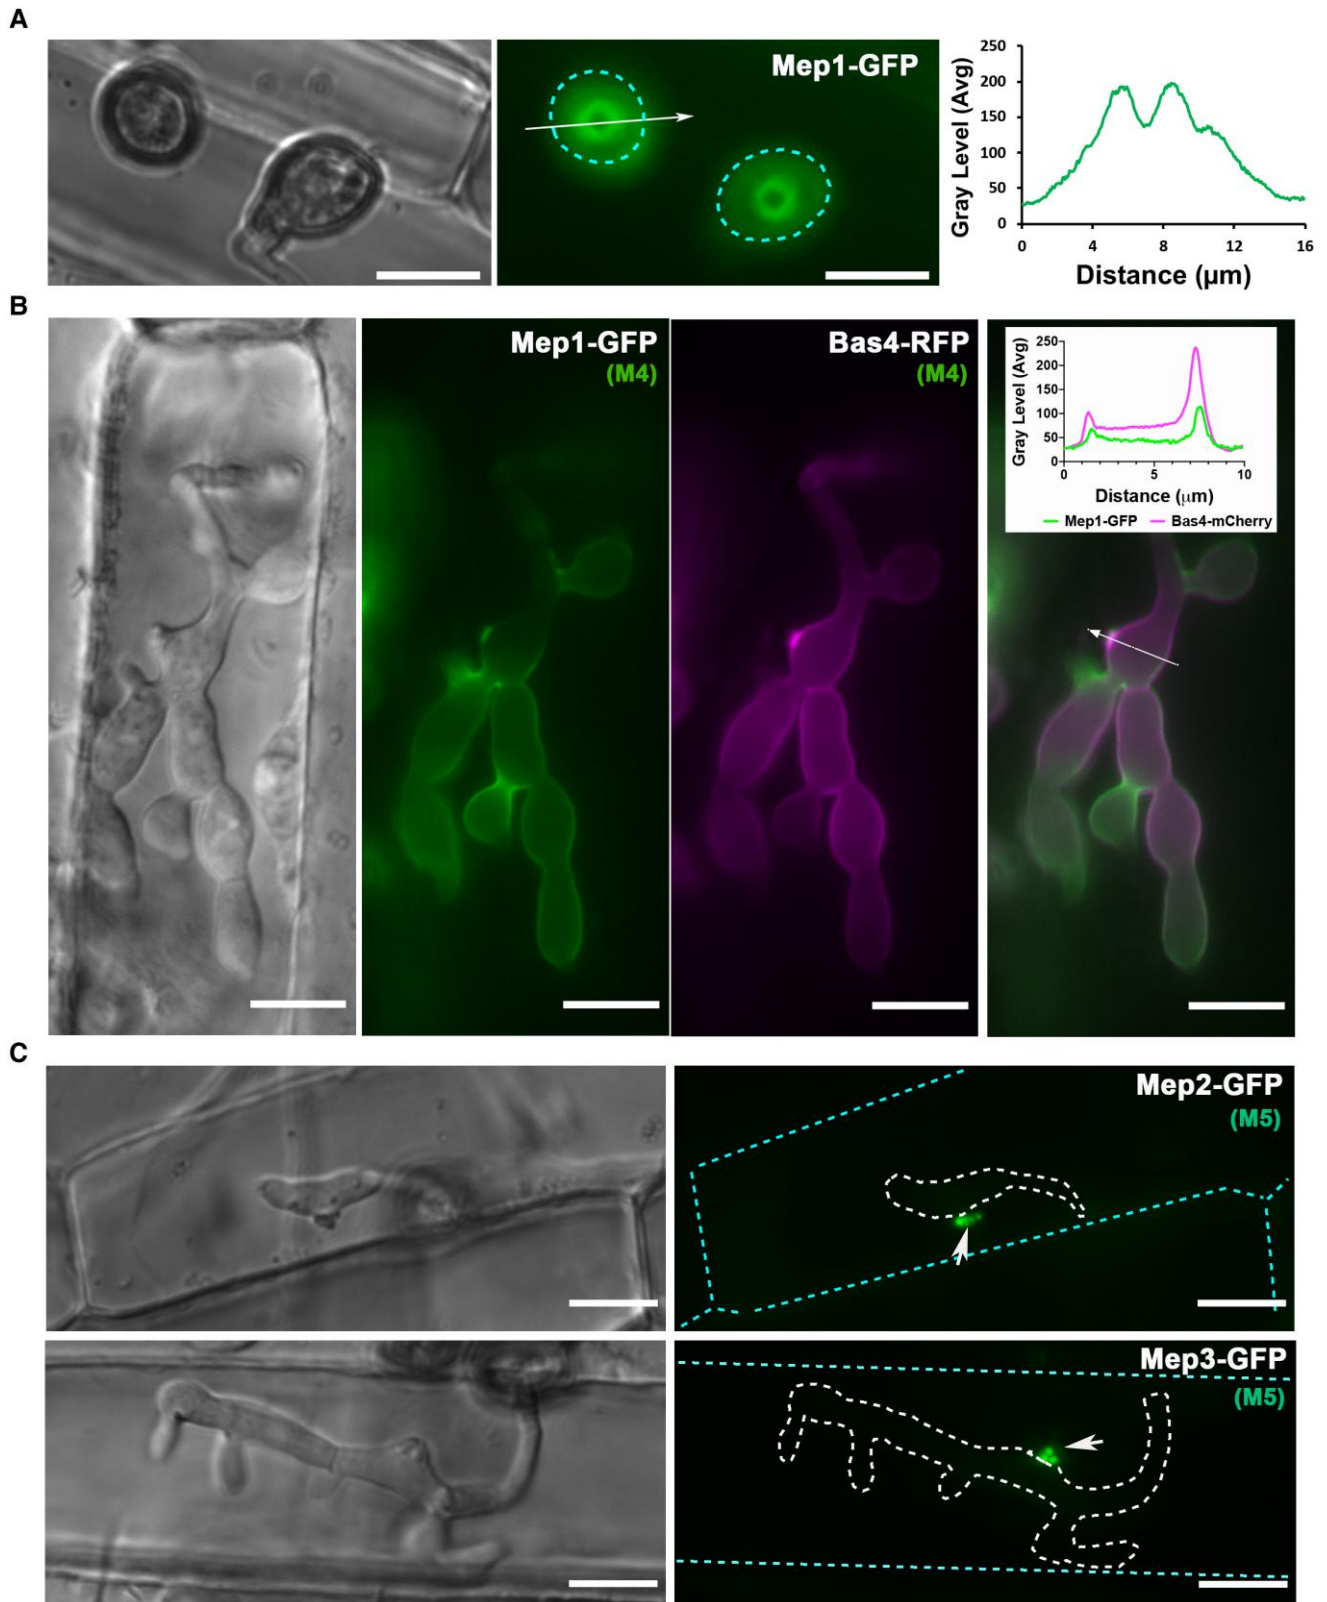 A
Mep1-GFP
Gray Level (Avg)
250
200
150
100
50
0
0 4 8 12 16
Distance (µm)
B
Mep1-GFP
(M4)
Bas4-RFP
(M4)
Gray Level (Avg)
250
200
150
100
50
0
0 5 10
Distance (μm)
Mep1-GFP Bas4-mCherry
C
Mep2-GFP
(M5)
Mep3-GFP
(M5)